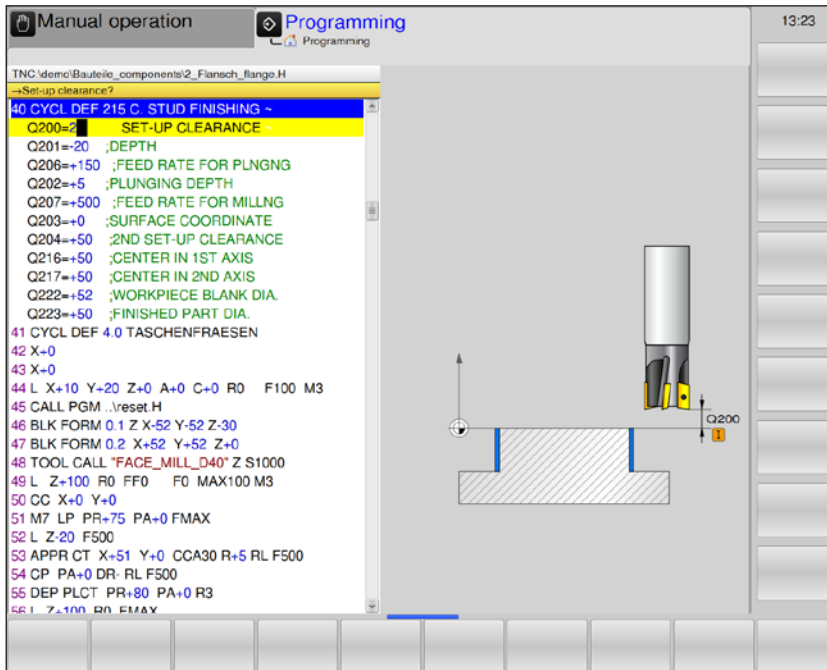 Manual operation
Programming
Programming
13:23
TNC:\demo\Bauteile_components\2_Flansch_flange.H
→Set-up clearance?
40 CYCL DEF 215 C. STUD FINISHING ~
Q200=2 SET-UP CLEARANCE ~
Q201=-20 ;DEPTH
Q206=+150 ;FEED RATE FOR PLNGNG
Q202=+5 ;PLUNGING DEPTH
Q207=+500 ;FEED RATE FOR MILLNG
Q203=+0 ;SURFACE COORDINATE
Q204=+50 ;2ND SET-UP CLEARANCE
Q216=+50 ;CENTER IN 1ST AXIS
Q217=+50 ;CENTER IN 2ND AXIS
Q222=+52 ;WORKPIECE BLANK DIA.
Q223=+50 ;FINISHED PART DIA.
41 CYCL DEF 4.0 TASCHENFRAESEN
42 X+0
43 X+0
44 L X+10 Y+20 Z+0 A+0 C+0 R0 F100 M3
45 CALL PGM ..\reset.H
46 BLK FORM 0.1 Z X-52 Y-52 Z-30
47 BLK FORM 0.2 X+52 Y+52 Z+0
48 TOOL CALL "FACE_MILL_D40" Z S1000
49 L Z+100 R0 FF0 F0 MAX100 M3
50 CC X+0 Y+0
51 M7 LP PR+75 PA+0 FMAX
52 L Z-20 F500
53 APPR CT X+51 Y+0 CCA30 R+5 RL F500
54 CP PA+0 DR- RL F500
55 DEP PLCT PR+80 PA+0 R3
56 L Z+100 R0 FMAX
Q200
I